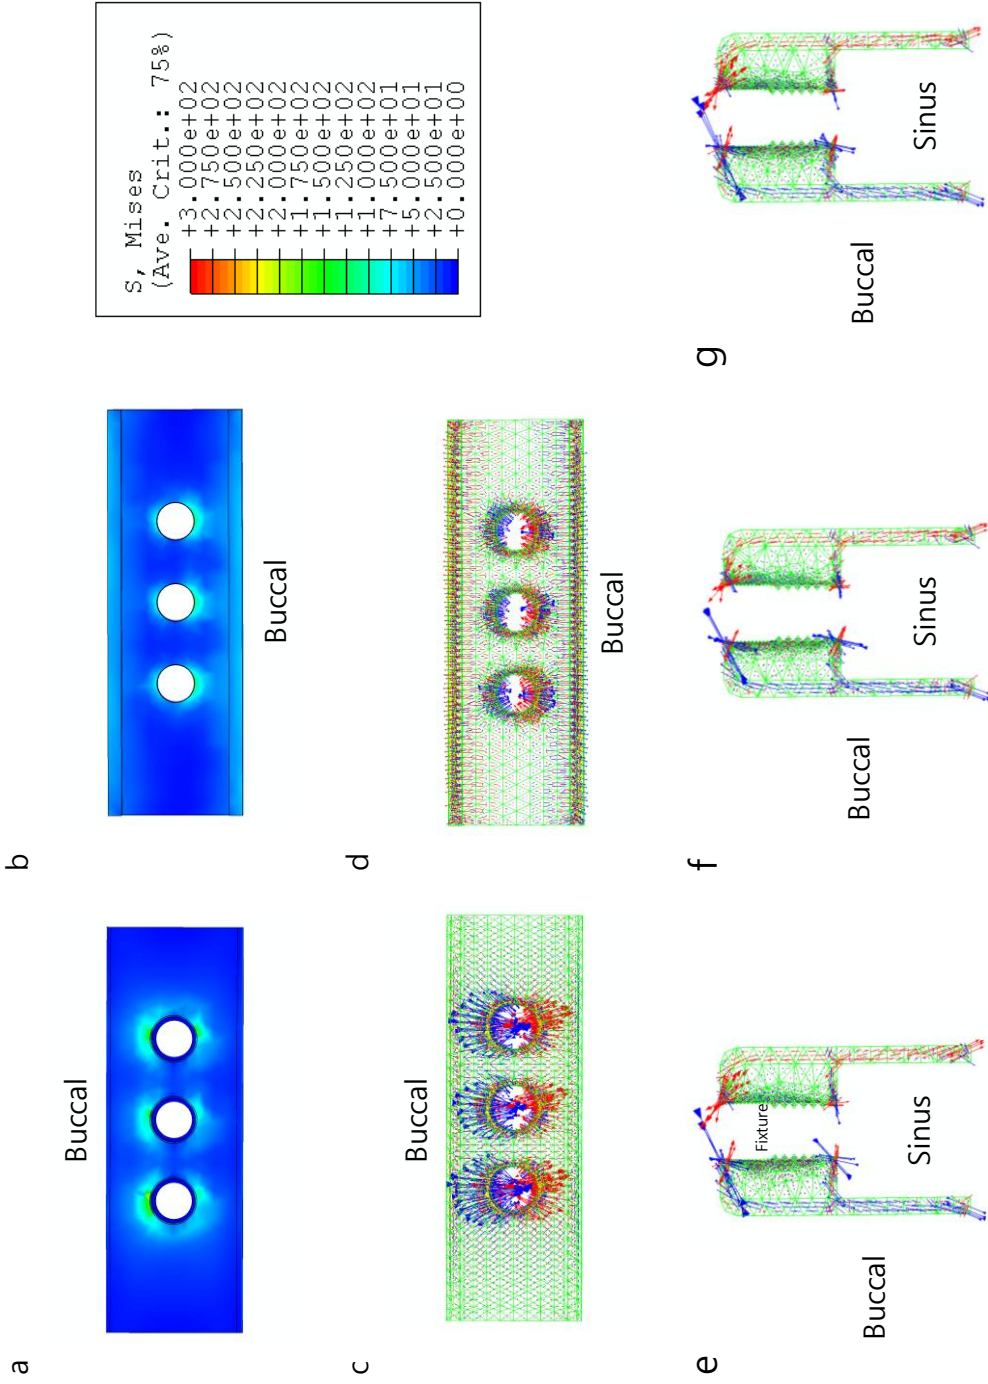 a
Buccal
b
Buccal
S, Mises
(Ave. Crit.: 75%)
+3.000e+02
+2.750e+02
+2.500e+02
+2.250e+02
+2.000e+02
+1.750e+02
+1.500e+02
+1.250e+02
+1.000e+02
+7.500e+01
+5.000e+01
+2.500e+01
+0.000e+00
c
Buccal
d
Buccal
e
Buccal
Fixture
Sinus
f
Buccal
Sinus
g
Buccal
Sinus